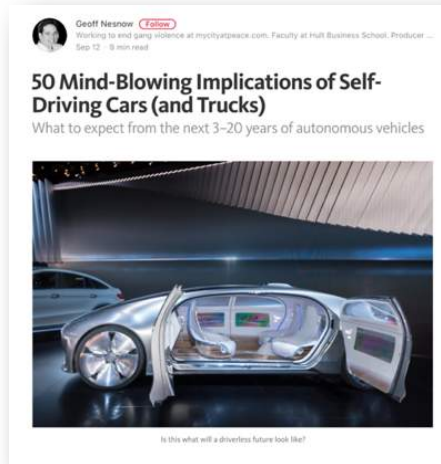 Geoff Nesnow Follow
Working to end gang violence at mycityatpeace.com. Faculty at Hult Business School. Producer ...
Sep 12 · 8 min read
50 Mind-Blowing Implications of Self-
Driving Cars (and Trucks)
What to expect from the next 3–20 years of autonomous vehicles
Is this what will a driverless future look like?